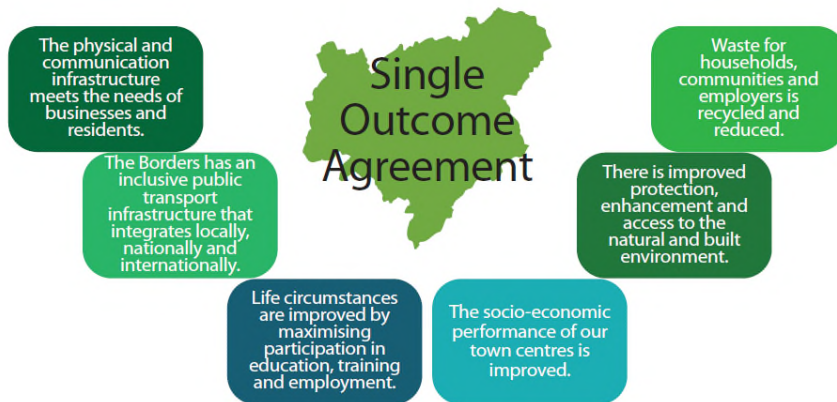 The physical and
communication
infrastructure
meets the needs of
businesses and
residents.
The Borders has an
inclusive public
transport
infrastructure that
integrates locally,
nationally and
internationally.
Life circumstances
are improved by
maximising
participation in
education, training
and employment.
Single
Outcome
Agreement
The socio-economic
performance of our
town centres is
improved.
There is improved
protection,
enhancement and
access to the
natural and built
environment.
Waste for
households,
communities and
employers is
recycled and
reduced.